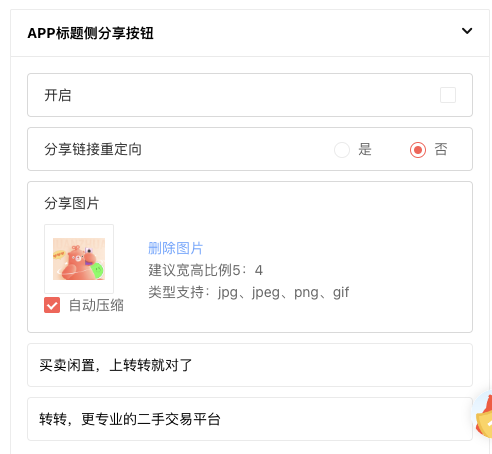 APP标题侧分享按钮
开启
分享链接重定向
是
否
分享图片
删除图片
建议宽高比例5：4
类型支持：jpg、jpeg、png、gif
自动压缩
买卖闲置，上转转就对了
转转，更专业的二手交易平台